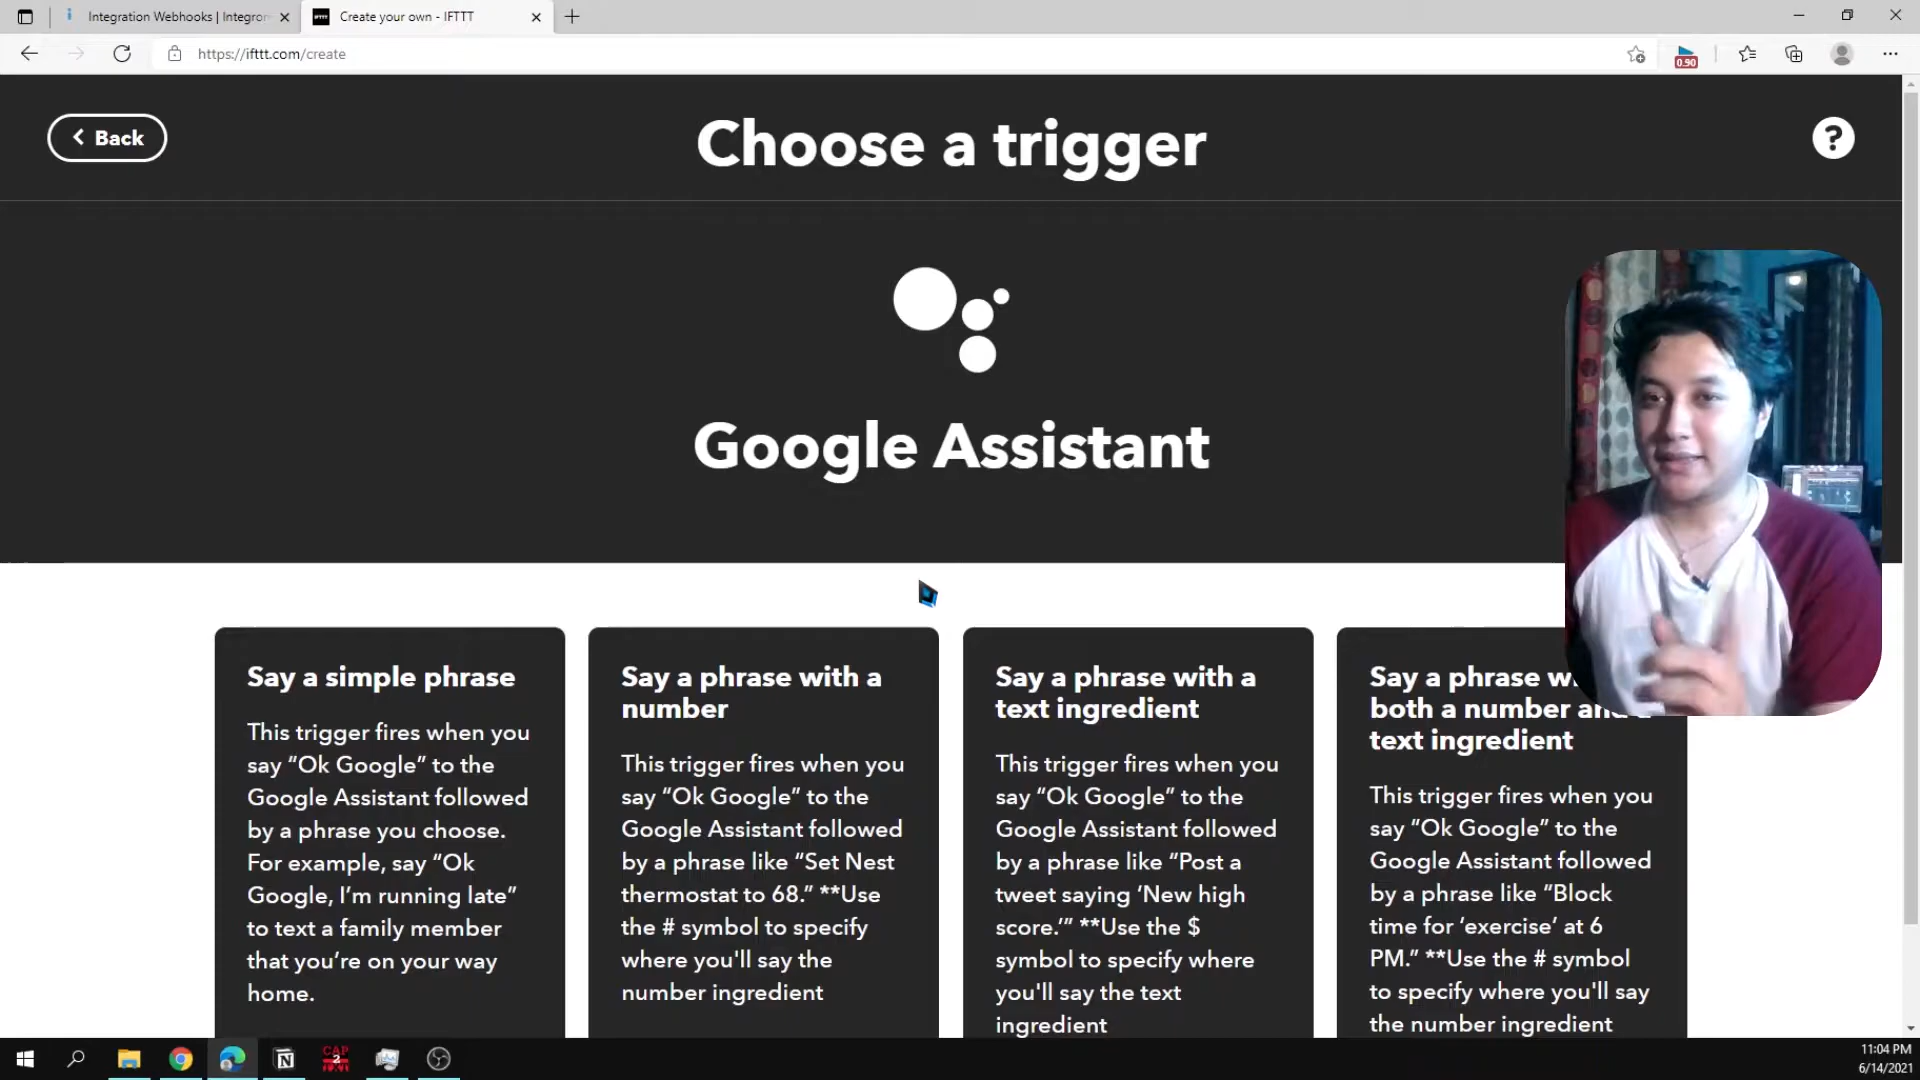 Integration Webhooks | Integrom
Create your own - IFTTT
https://ifttt.com/create
0.90
Back
Choose a trigger
?
Google Assistant
Say a simple phrase
This trigger fires when you
say “Ok Google” to the
Google Assistant followed
by a phrase you choose.
For example, say “Ok
Google, I’m running late”
to text a family member
that you’re on your way
home.
Say a phrase with a
number
This trigger fires when you
say “Ok Google” to the
Google Assistant followed
by a phrase like “Set Nest
thermostat to 68.” **Use
the # symbol to specify
where you'll say the
number ingredient
Say a phrase with a
text ingredient
This trigger fires when you
say “Ok Google” to the
Google Assistant followed
by a phrase like “Post a
tweet saying ‘New high
score.’” **Use the $
symbol to specify where
you'll say the text
ingredient
Say a phrase
both a number
text ingredient
This trigger fires when you
say “Ok Google” to the
Google Assistant followed
by a phrase like “Block
time for ‘exercise’ at 6
PM.” **Use the # symbol
to specify where you'll say
the number ingredient
CAP
2
11:04 PM
6/14/2021